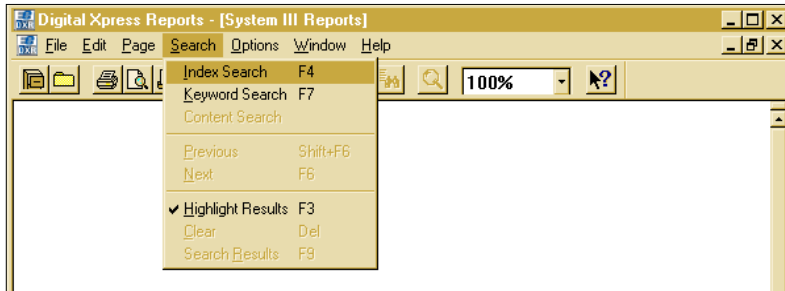 Digital Xpress Reports - [System III Reports]
File Edit Page Search Options Window Help
100%
Index Search F4
Keyword Search F7
Content Search
Previous Shift+F6
Next F6
Highlight Results F3
Clear Del
Search Results F9